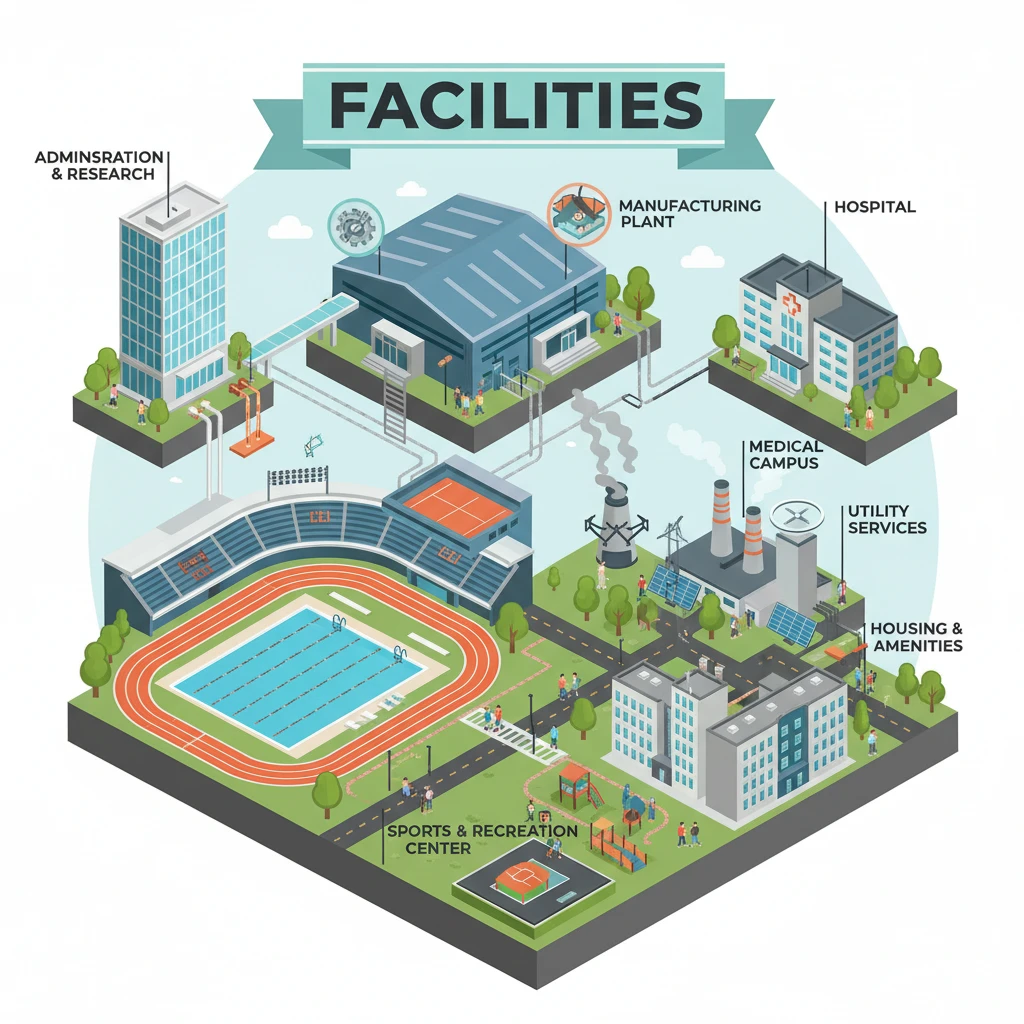 FACILITIES
ADMINSRATION
& RESEARCH
MANUFACTURING
PLANT
HOSPITAL
MEDICAL
CAMPUS
UTILITY
SERVICES
HOUSING &
AMENITIES
SPORTS & RECREATION
CENTER